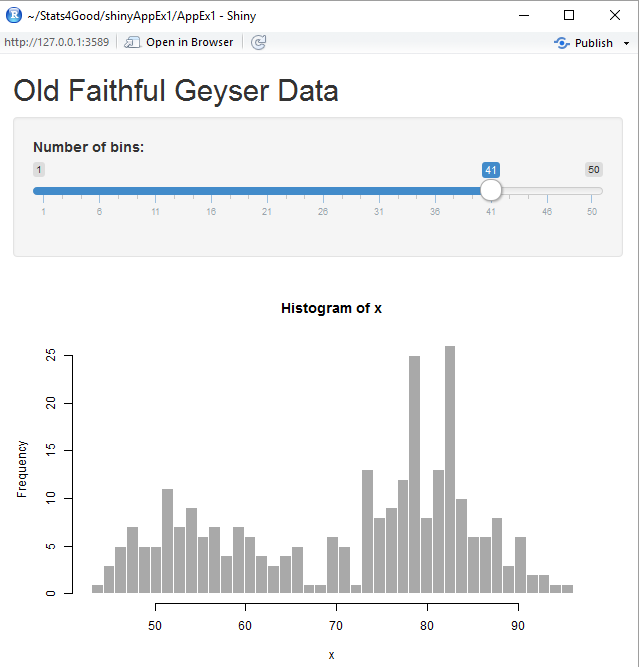 ~/Stats4Good/shinyAppEx1/AppEx1 - Shiny
http://127.0.0.1:3589 Open in Browser Publish
Old Faithful Geyser Data
Number of bins:
1 41 50
1 6 11 16 21 26 31 36 41 46 50
Histogram of x
Frequency
25
20
15
10
5
0
50 60 70 80 90
x